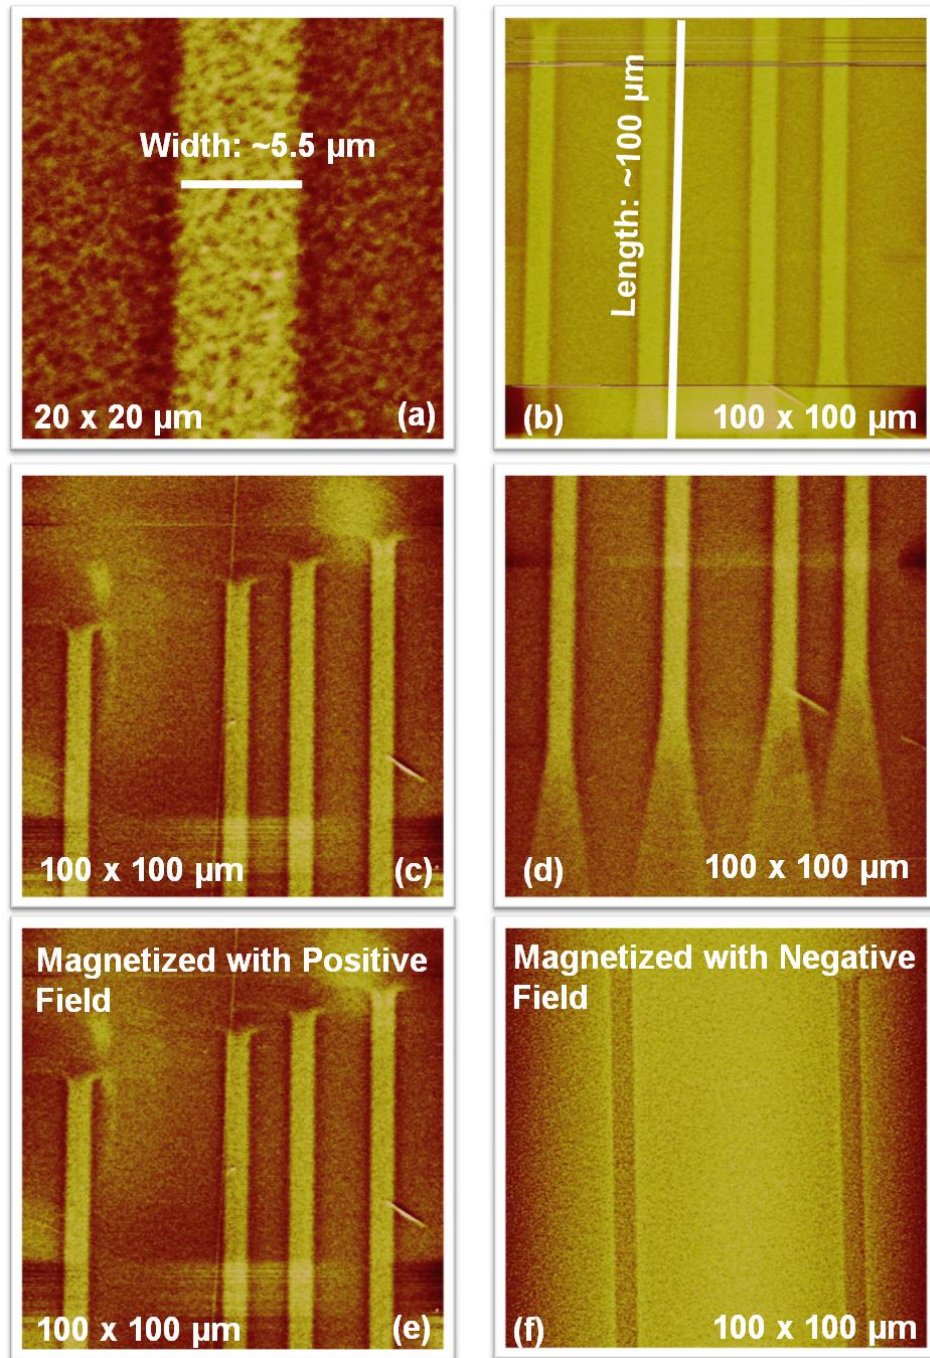 Width: ~5.5 µm
20 x 20 µm
(a)
Length: ~100 µm
(b)
100 x 100 µm
100 x 100 µm
(c)
(d)
100 x 100 µm
Magnetized with Positive
Field
100 x 100 µm
(e)
Magnetized with Negative
Field
(f)
100 x 100 µm